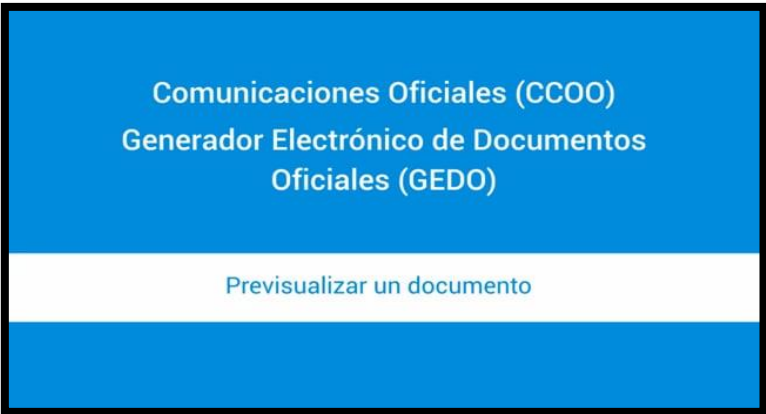 Comunicaciones Oficiales (CCOO)
Generador Electrónico de Documentos
Oficiales (GEDO)
Previsualizar un documento